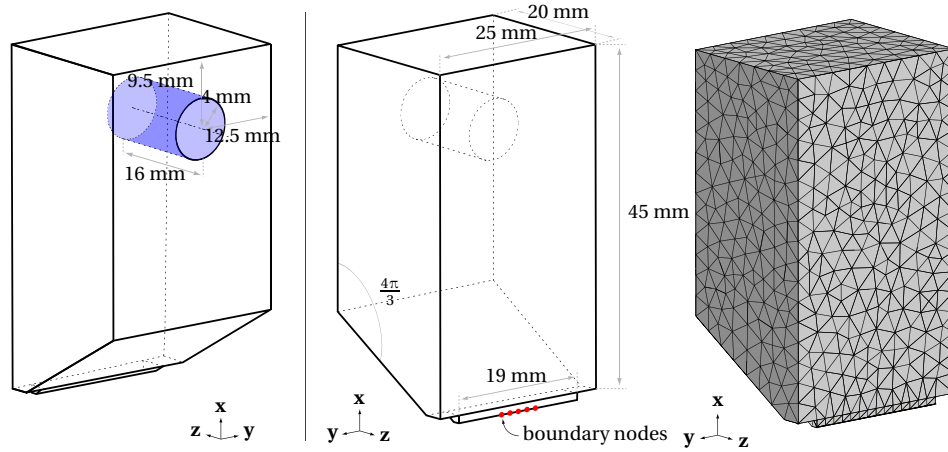 9.5 mm
4 mm
12.5 mm
16 mm
x
z
y
20 mm
25 mm
45 mm
4π/3
19 mm
boundary nodes
x
y
z
x
y
z